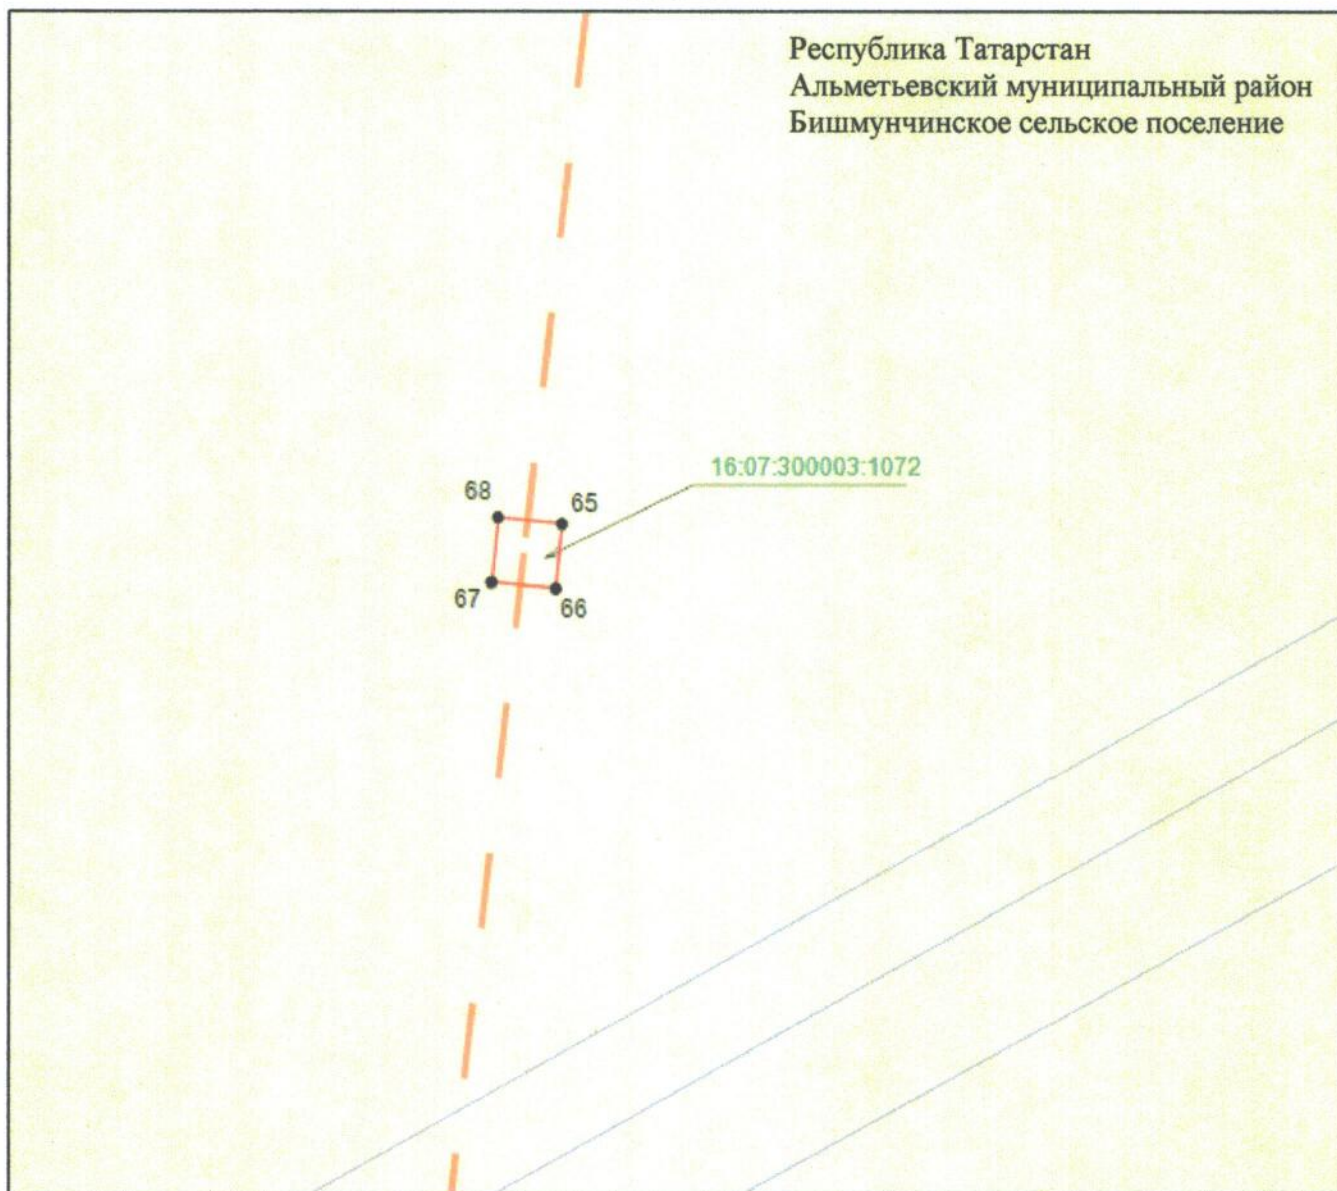 Республика Татарстан
Альметьевский муниципальный район
Бишмунчинское сельское поселение
16:07:300003:1072
68
65
67
66